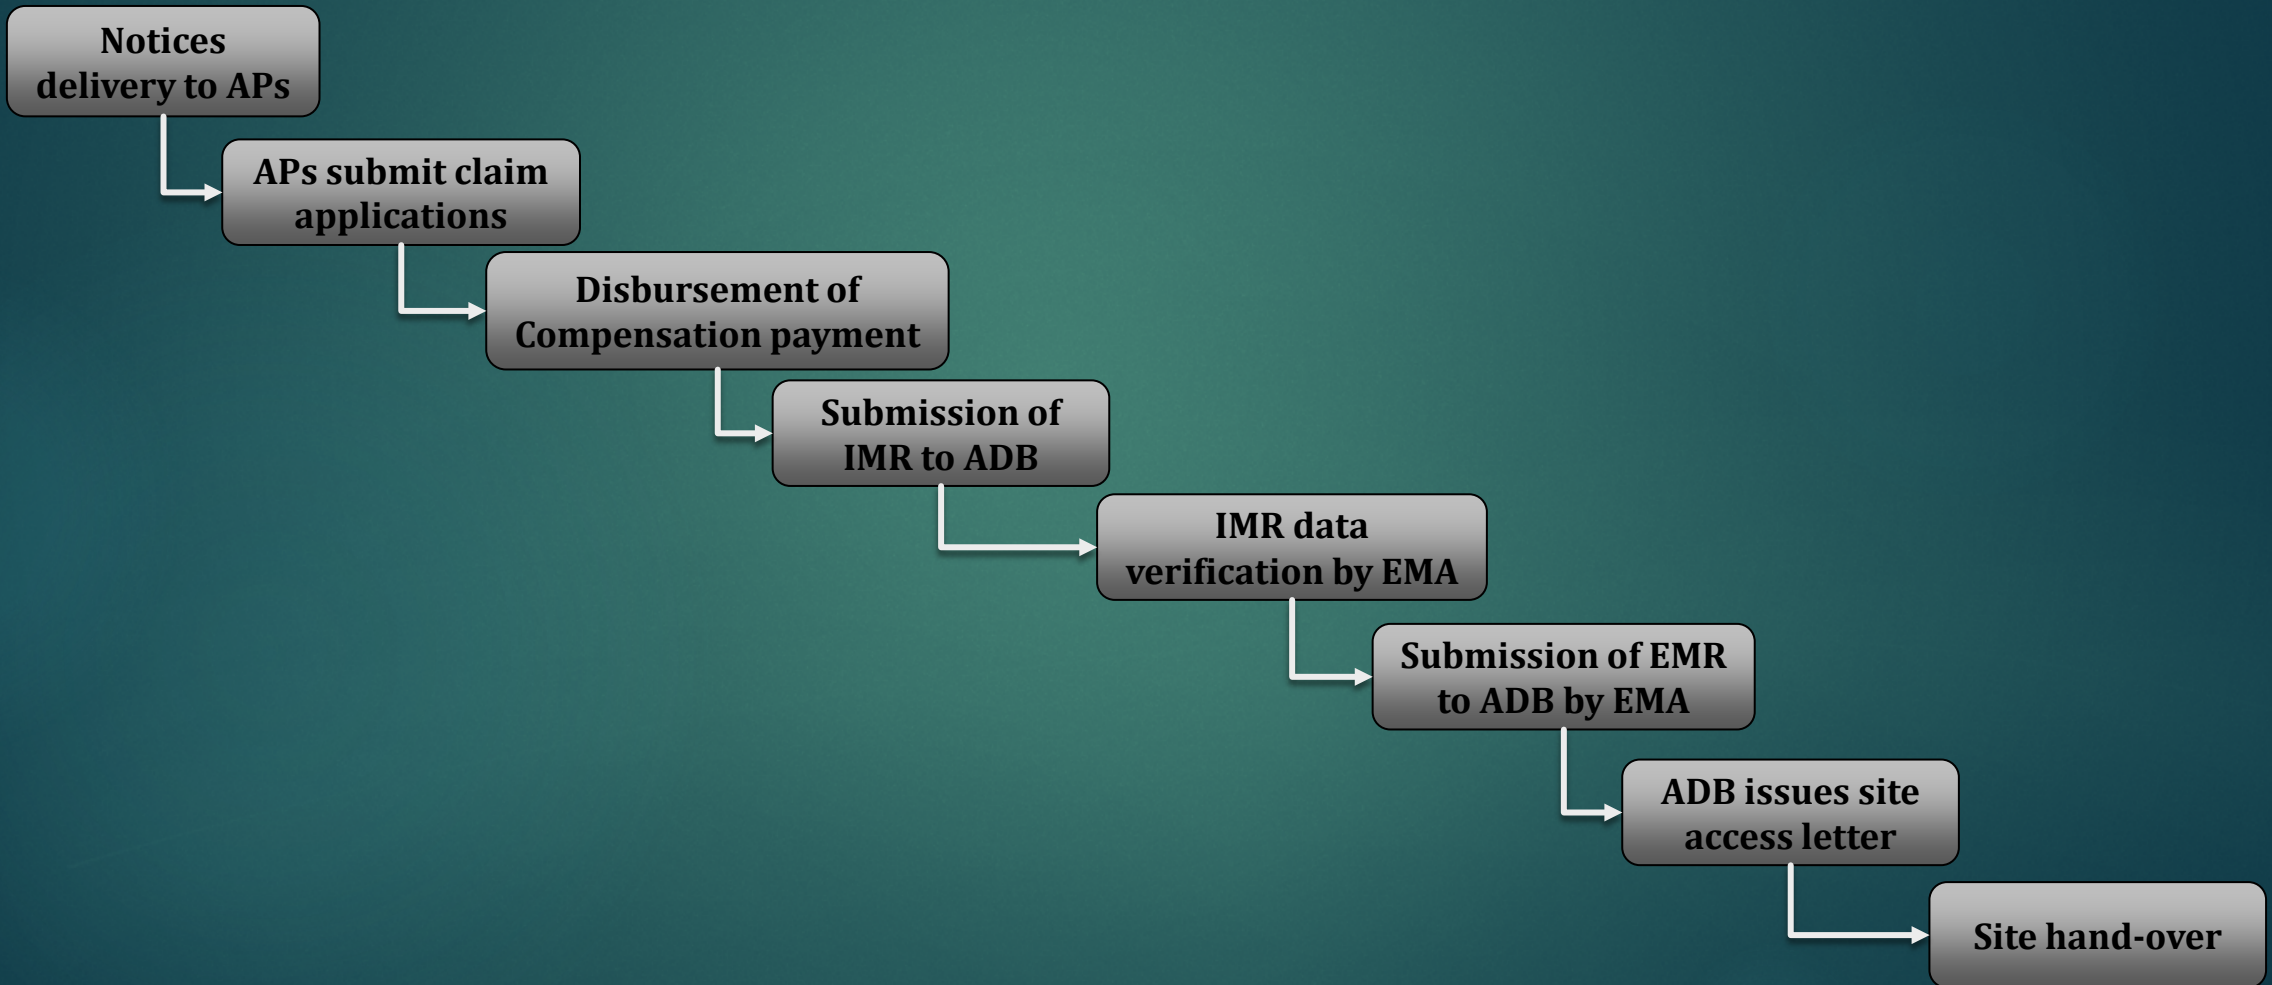 Notices
delivery to APs
APs submit claim
applications
Disbursement of
Compensation payment
Submission of
IMR to ADB
IMR data
verification by EMA
Submission of EMR
to ADB by EMA
ADB issues site
access letter
Site hand-over